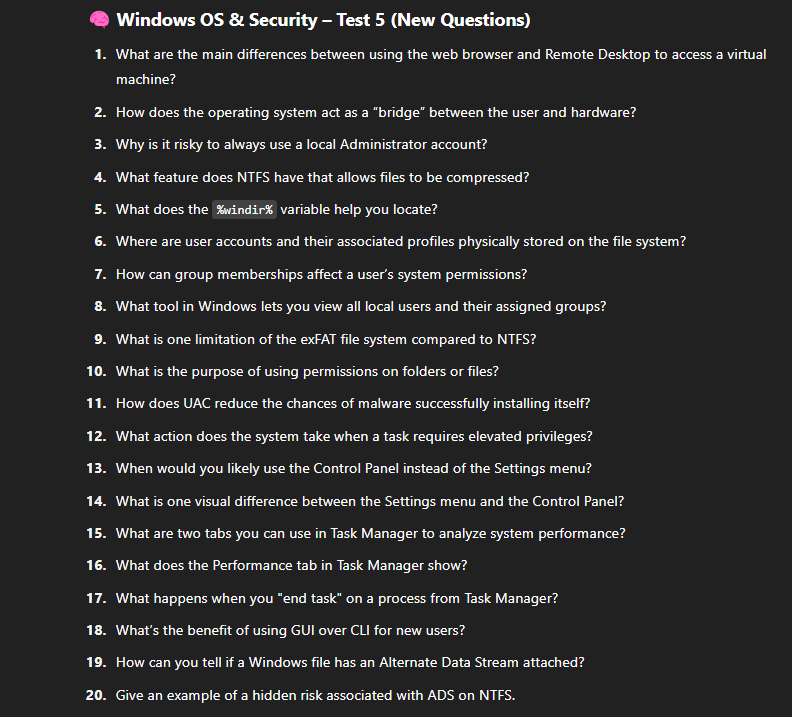 🧠 Windows OS & Security – Test 5 (New Questions)
1. What are the main differences between using the web browser and Remote Desktop to access a virtual
machine?
2. How does the operating system act as a “bridge” between the user and hardware?
3. Why is it risky to always use a local Administrator account?
4. What feature does NTFS have that allows files to be compressed?
5. What does the %windir% variable help you locate?
6. Where are user accounts and their associated profiles physically stored on the file system?
7. How can group memberships affect a user’s system permissions?
8. What tool in Windows lets you view all local users and their assigned groups?
9. What is one limitation of the exFAT file system compared to NTFS?
10. What is the purpose of using permissions on folders or files?
11. How does UAC reduce the chances of malware successfully installing itself?
12. What action does the system take when a task requires elevated privileges?
13. When would you likely use the Control Panel instead of the Settings menu?
14. What is one visual difference between the Settings menu and the Control Panel?
15. What are two tabs you can use in Task Manager to analyze system performance?
16. What does the Performance tab in Task Manager show?
17. What happens when you "end task" on a process from Task Manager?
18. What’s the benefit of using GUI over CLI for new users?
19. How can you tell if a Windows file has an Alternate Data Stream attached?
20. Give an example of a hidden risk associated with ADS on NTFS.